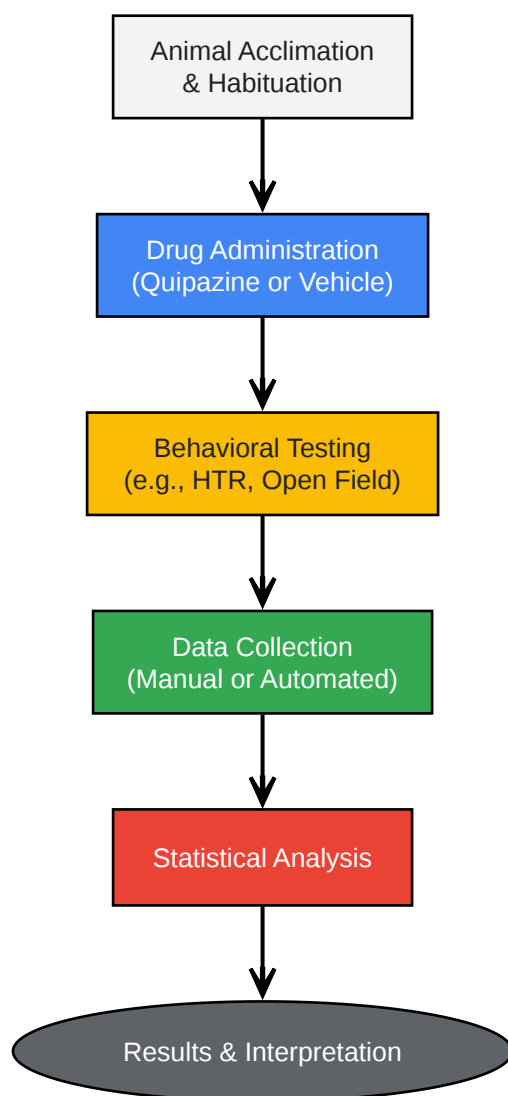 Animal Acclimation
& Habituation
Drug Administration
(Quipazine or Vehicle)
Behavioral Testing
(e.g., HTR, Open Field)
Data Collection
(Manual or Automated)
Statistical Analysis
Results & Interpretation